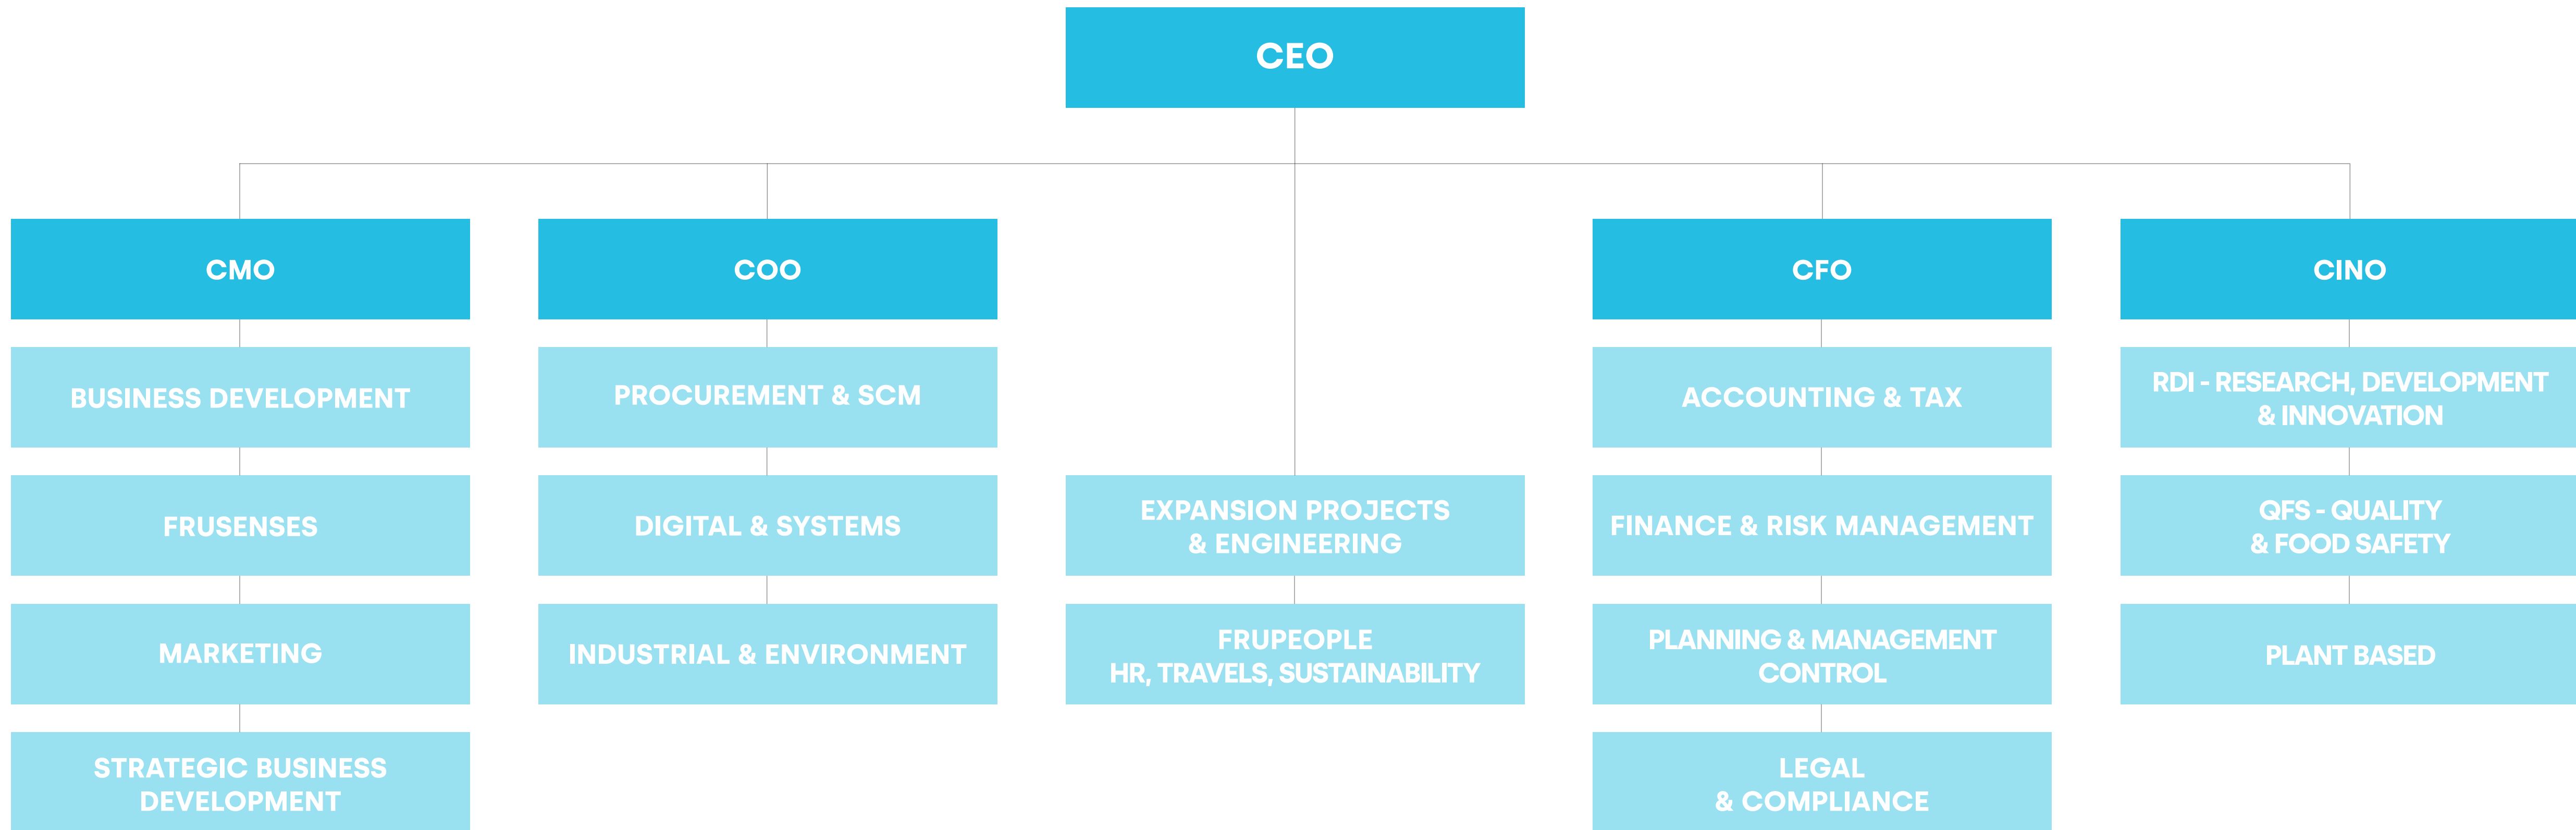 CEO
CMO
COO
CFO
CINO
BUSINESS DEVELOPMENT
PROCUREMENT & SCM
ACCOUNTING & TAX
RDI - RESEARCH, DEVELOPMENT
& INNOVATION
FRUSENSES
DIGITAL & SYSTEMS
EXPANSION PROJECTS
& ENGINEERING
FINANCE & RISK MANAGEMENT
QFS - QUALITY
& FOOD SAFETY
MARKETING
INDUSTRIAL & ENVIRONMENT
FRUPEOPLE
HR, TRAVELS, SUSTAINABILITY
PLANNING & MANAGEMENT
CONTROL
PLANT BASED
STRATEGIC BUSINESS
DEVELOPMENT
LEGAL
& COMPLIANCE